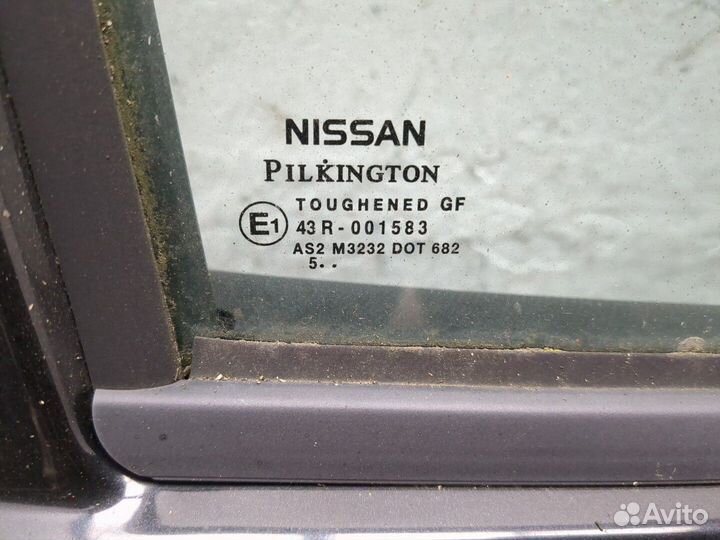 NISSAN
PILKINGTON
TOUGHENED GF
E1 43R-001583
AS2 M3232 DOT 682
5..
Avito